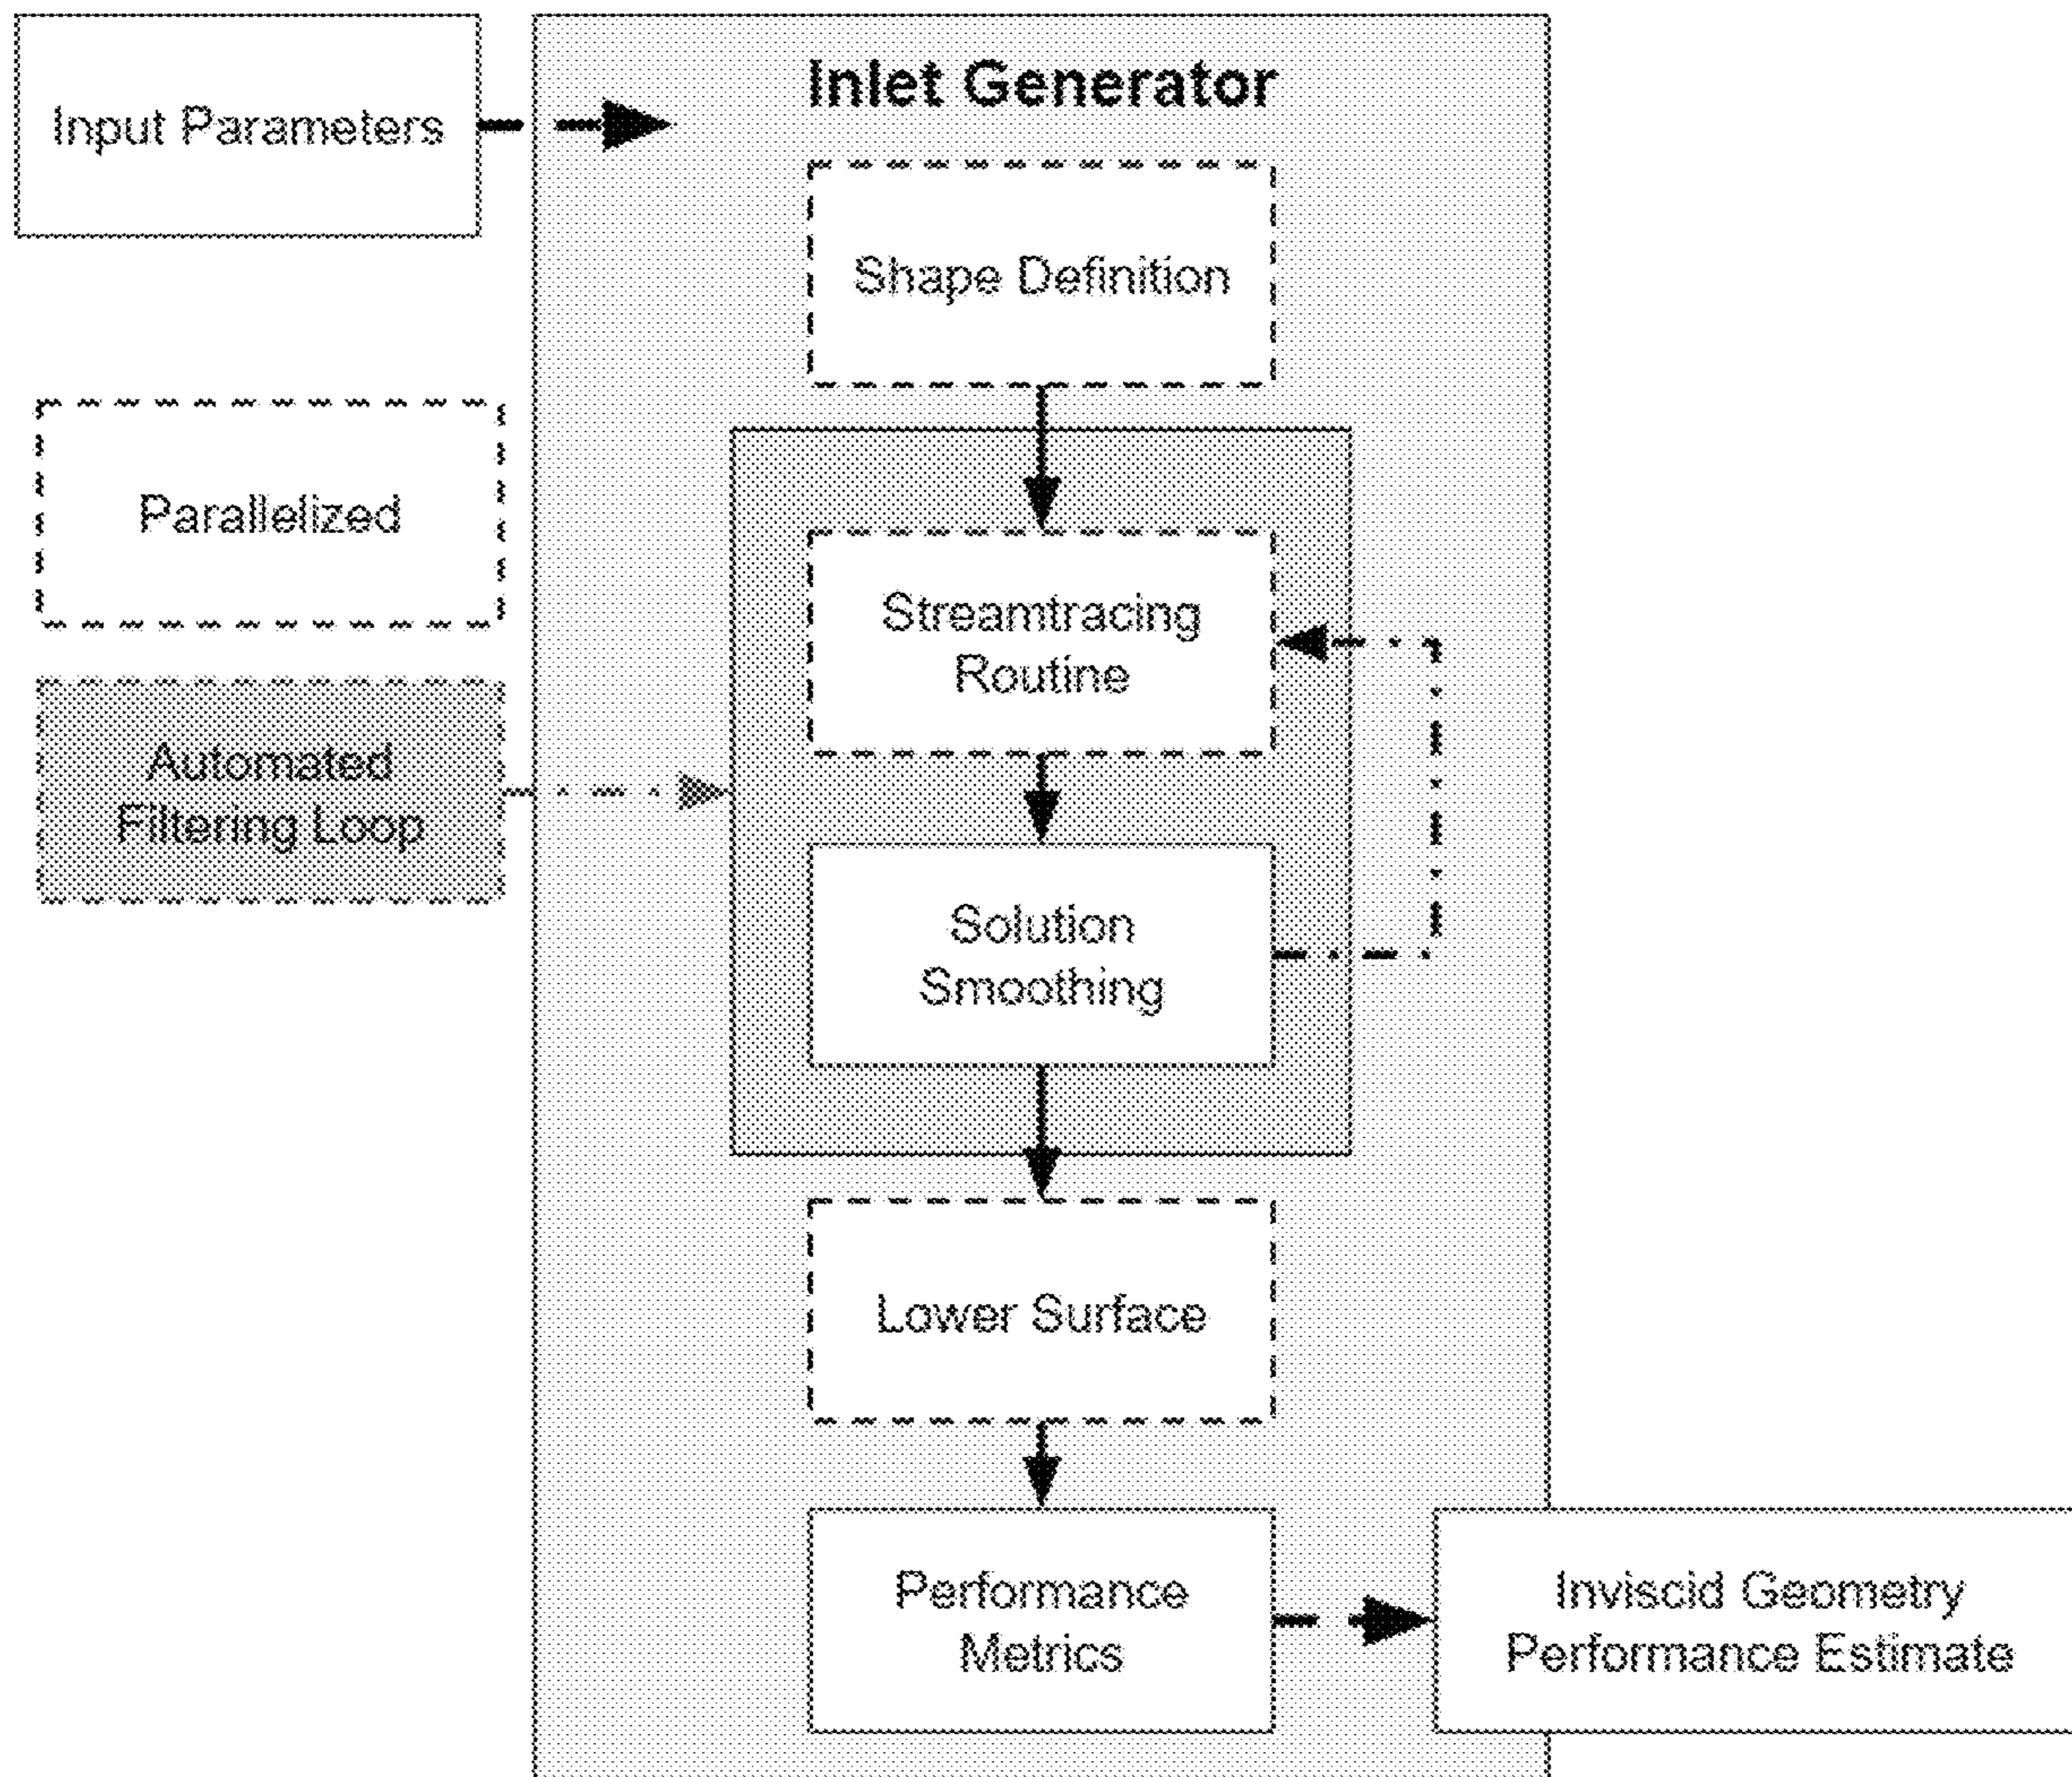 Inlet Generator
Input Parameters
Shape Definition
Parallelized
Streamtracing
Routine
Automated
Filtering Loop
Solution
Smoothing
Lower Surface
Performance
Metrics
Inviscid Geometry
Performance Estimate